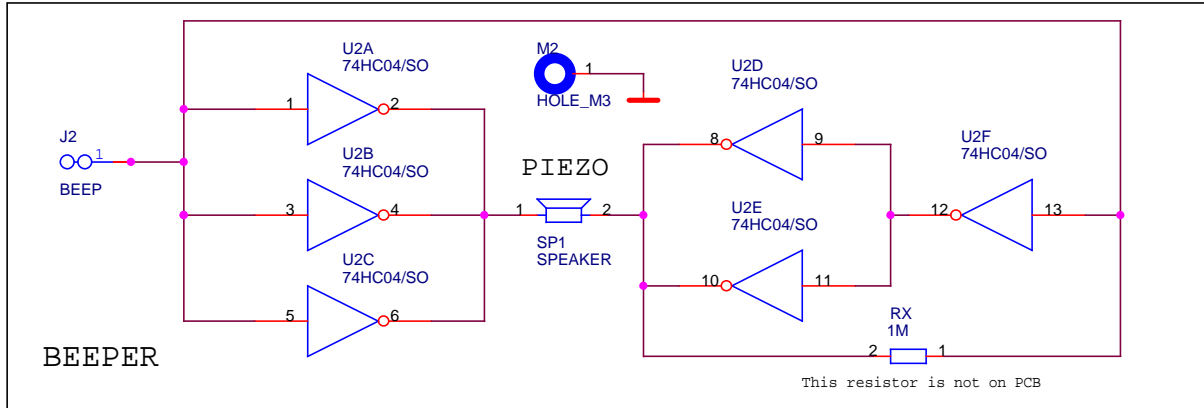 U2A
74HC04/SO
1
2
M2
1
HOLE_M3
U2D
74HC04/SO
8
9
U2F
74HC04/SO
J2
1
BEEP
U2B
74HC04/SO
3
4
PIEZO
1
2
SP1
SPEAKER
U2E
74HC04/SO
12
13
10
11
U2C
74HC04/SO
5
6
RX
1M
2
1
BEEPER
This resistor is not on PCB